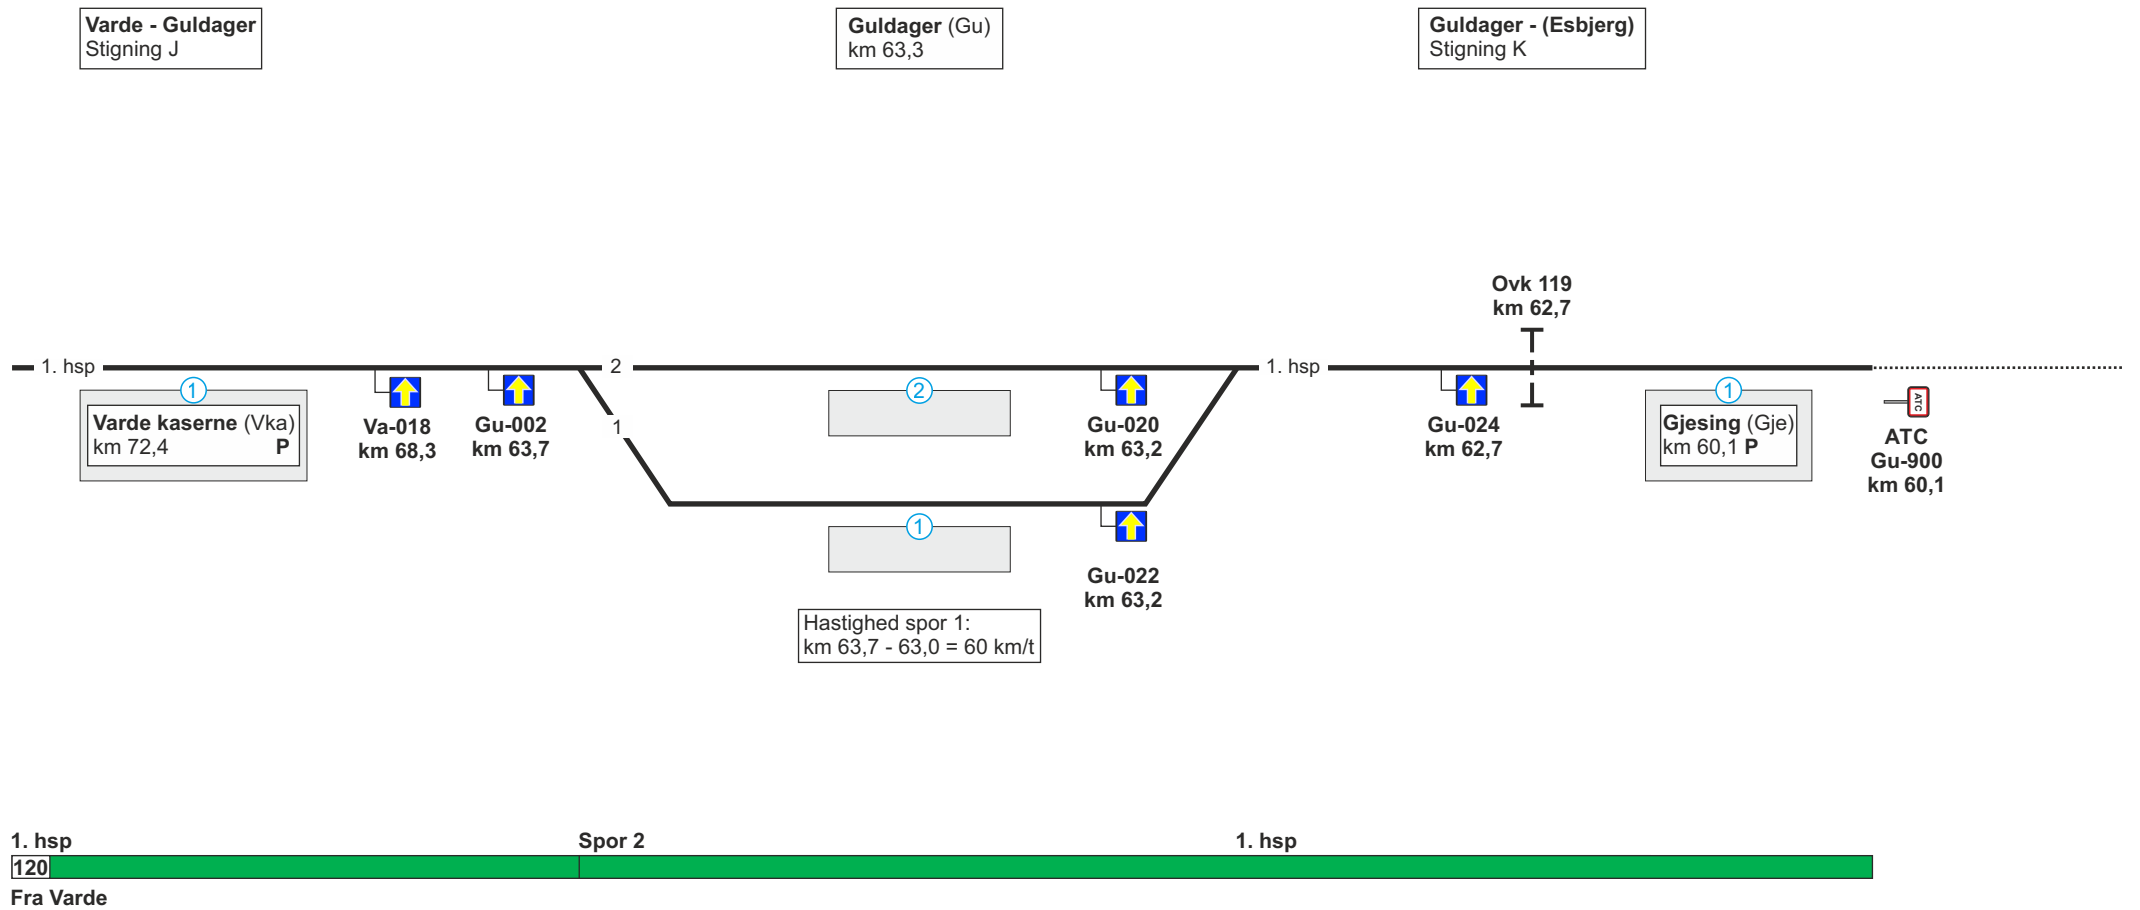 Varde - Guldager
Stigning J
Guldager (Gu)
km 63,3
Guldager - (Esbjerg)
Stigning K
Ovk 119
km 62,7
1. hsp
2
1. hsp
1
Varde kaserne (Vka)
km 72,4 P
Va-018
km 68,3
Gu-002
km 63,7
1
2
Gu-020
km 63,2
Gu-024
km 62,7
1
Gjesing (Gje)
km 60,1 P
ATC
ATC
Gu-900
km 60,1
1
Gu-022
km 63,2
Hastighed spor 1:
km 63,7 - 63,0 = 60 km/t
1. hsp
Spor 2
1. hsp
120
Fra Varde